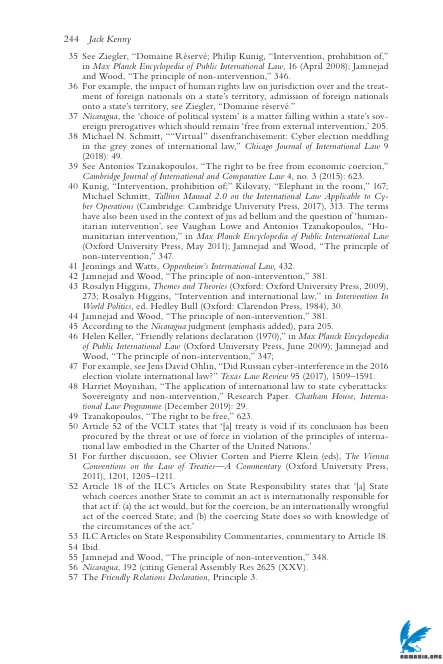 244 Jack Kenny
35 See Ziegler, “Domaine Réservé; Philip Kunig, “Intervention, prohibition of,”
in Max Planck Encyclopedia of Public International Law, 16 (April 2008); Jamnejad
and Wood, “The principle of non-intervention,” 346.
36 For example, the impact of human rights law on jurisdiction over and the treat-
ment of foreign nationals on a state’s territory, admission of foreign nationals
onto a state’s territory, see Ziegler, “Domaine réservé.”
37 Nicaragua, the ‘choice of political system’ is a matter falling within a state’s sov-
ereign prerogatives which should remain ‘free from external intervention,’ 205.
38 Michael N. Schmitt, ““Virtual” disenfranchisement: Cyber election meddling
in the grey zones of international law,” Chicago Journal of International Law 9
(2018): 49.
39 See Antonios Tzanakopoulos, “The right to be free from economic coercion,”
Cambridge Journal of International and Comparative Law 4, no. 3 (2015): 623.
40 Kunig, “Intervention, prohibition of;” Kilovaty, “Elephant in the room,” 167;
Michael Schmitt, Tallinn Manual 2.0 on the International Law Applicable to Cy-
ber Operations (Cambridge: Cambridge University Press, 2017), 313. The terms
have also been used in the context of jus ad bellum and the question of ‘human-
itarian intervention’, see Vaughan Lowe and Antonios Tzanakopoulos, “Hu-
manitarian intervention,” in Max Planck Encyclopedia of Public International Law
(Oxford University Press, May 2011); Jamnejad and Wood, “The principle of
non-intervention,” 347.
41 Jennings and Watts, Oppenheim’s International Law, 432.
42 Jamnejad and Wood, “The principle of non-intervention,” 381.
43 Rosalyn Higgins, Themes and Theories (Oxford: Oxford University Press, 2009),
273; Rosalyn Higgins, “Intervention and international law,” in Intervention In
World Politics, ed. Hedley Bull (Oxford: Clarendon Press, 1984), 30.
44 Jamnejad and Wood, “The principle of non-intervention,” 381.
45 According to the Nicaragua judgment (emphasis added), para 205.
46 Helen Keller, “Friendly relations declaration (1970),” in Max Planck Encyclopedia
of Public International Law (Oxford University Press, June 2009); Jamnejad and
Wood, “The principle of non-intervention,” 347;
47 For example, see Jens David Ohlin, “Did Russian cyber-interference in the 2016
election violate international law?” Texas Law Review 95 (2017), 1509–1591.
48 Harriet Moynihan, “The application of international law to state cyberattacks:
Sovereignty and non-intervention,” Research Paper. Chatham House, Interna-
tional Law Programme (December 2019): 29.
49 Tzanakopoulos, “The right to be free,” 623.
50 Article 52 of the VCLT states that ‘[a] treaty is void if its conclusion has been
procured by the threat or use of force in violation of the principles of interna-
tional law embodied in the Charter of the United Nations.’
51 For further discussion, see Olivier Corten and Pierre Klein (eds), The Vienna
Conventions on the Law of Treaties—A Commentary (Oxford University Press,
2011), 1201, 1205–1211.
52 Article 18 of the ILC’s Articles on State Responsibility states that ‘[a] State
which coerces another State to commit an act is internationally responsible for
that act if: (a) the act would, but for the coercion, be an internationally wrongful
act of the coerced State; and (b) the coercing State does so with knowledge of
the circumstances of the act.’
53 ILC Articles on State Responsibility Commentaries, commentary to Article 18.
54 Ibid.
55 Jamnejad and Wood, “The principle of non-intervention,” 348.
56 Nicaragua, 192 (citing General Assembly Res 2625 (XXV).
57 The Friendly Relations Declaration, Principle 3.